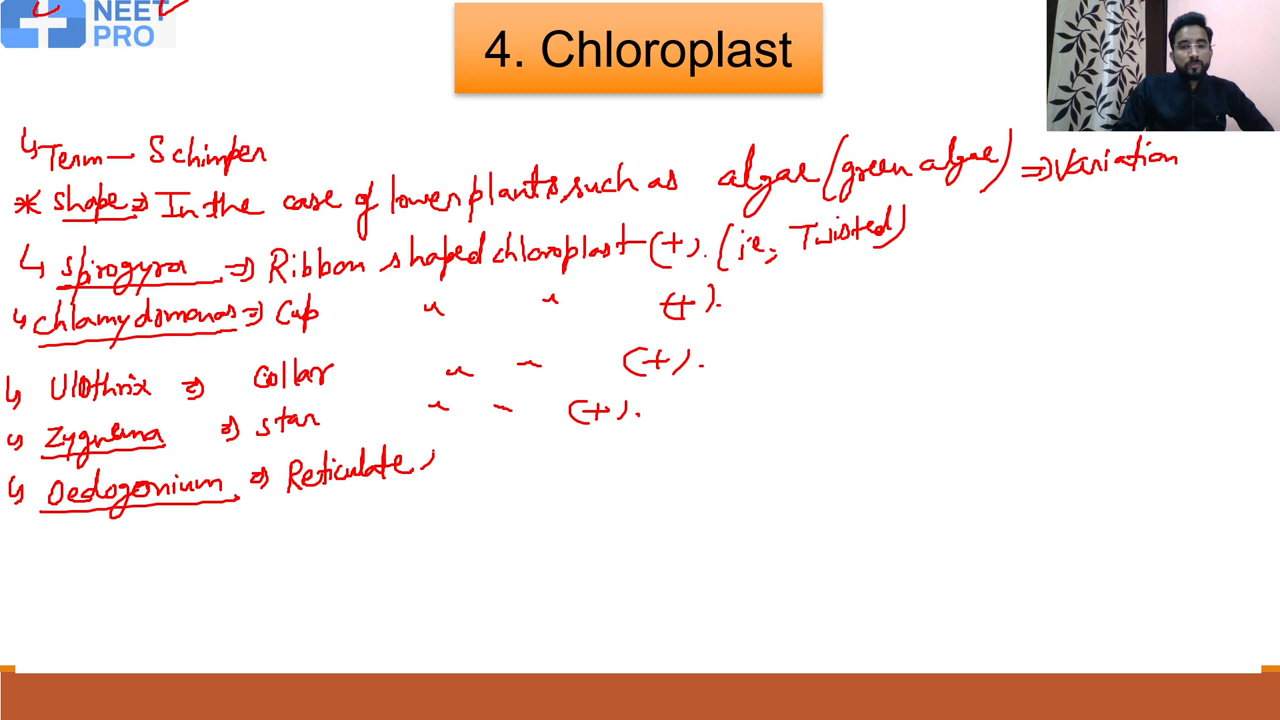 NEET
PRO
4. Chloroplast
↳ Term — Schimper
* Shape ⇒ In the case of lower plants, such as algae (green algae) ⇒ Variation
↳ Spirogyra ⇒ Ribbon shaped chloroplast (+). (i.e; Twisted)
↳ Chlamydomonas ⇒ Cup " " (+).
↳ Ulothrix ⇒ Collar " " (+).
↳ Zygnema ⇒ Star " " (+).
↳ Oedogonium ⇒ Reticulate "